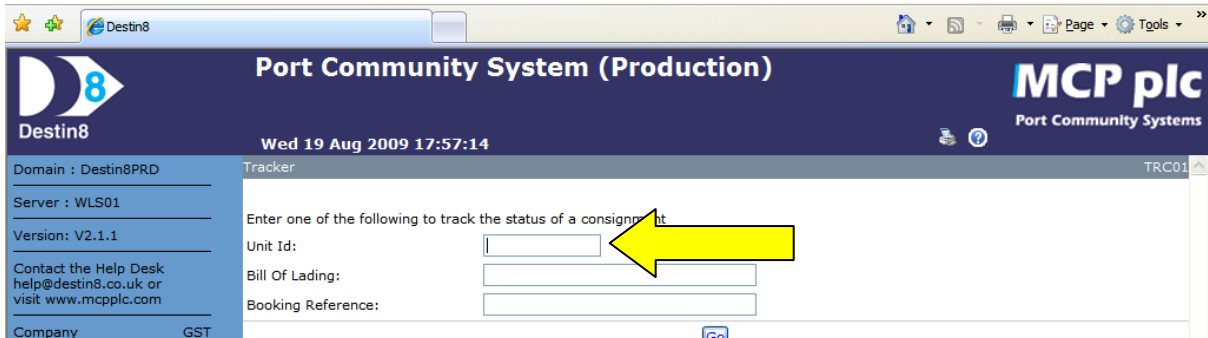 Destin8
Page
Tools
»
D 8
Destin8
Port Community System (Production)
Wed 19 Aug 2009 17:57:14
MCP plc
Port Community Systems
Domain : Destin8PRD
Server : WLS01
Version: V2.1.1
Contact the Help Desk
help@destin8.co.uk or
visit www.mcpplc.com
Company GST
Tracker TRC01
Enter one of the following to track the status of a consignment
Unit Id:
Bill Of Lading:
Booking Reference:
Go